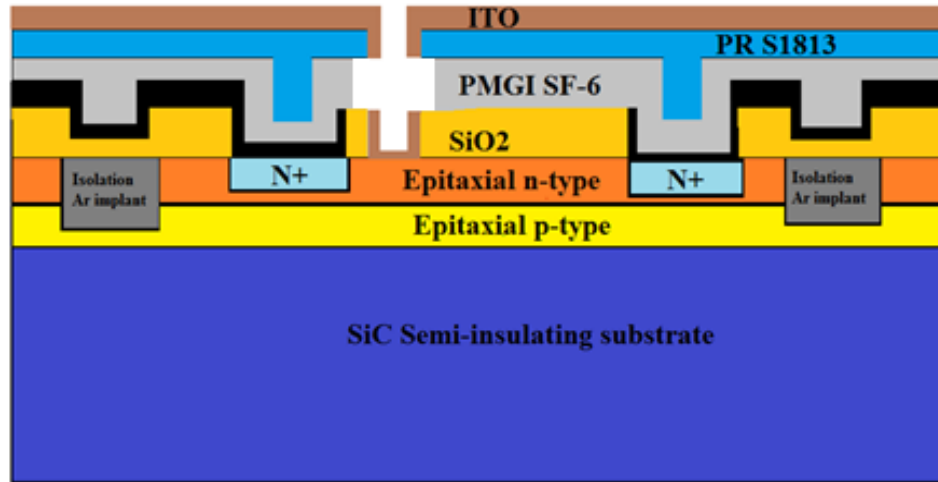 ITO
PR S1813
PMGI SF-6
SiO2
N+
Epitaxial n-type
N+
Isolation
Ar implant
Isolation
Ar implant
Epitaxial p-type
SiC Semi-insulating substrate